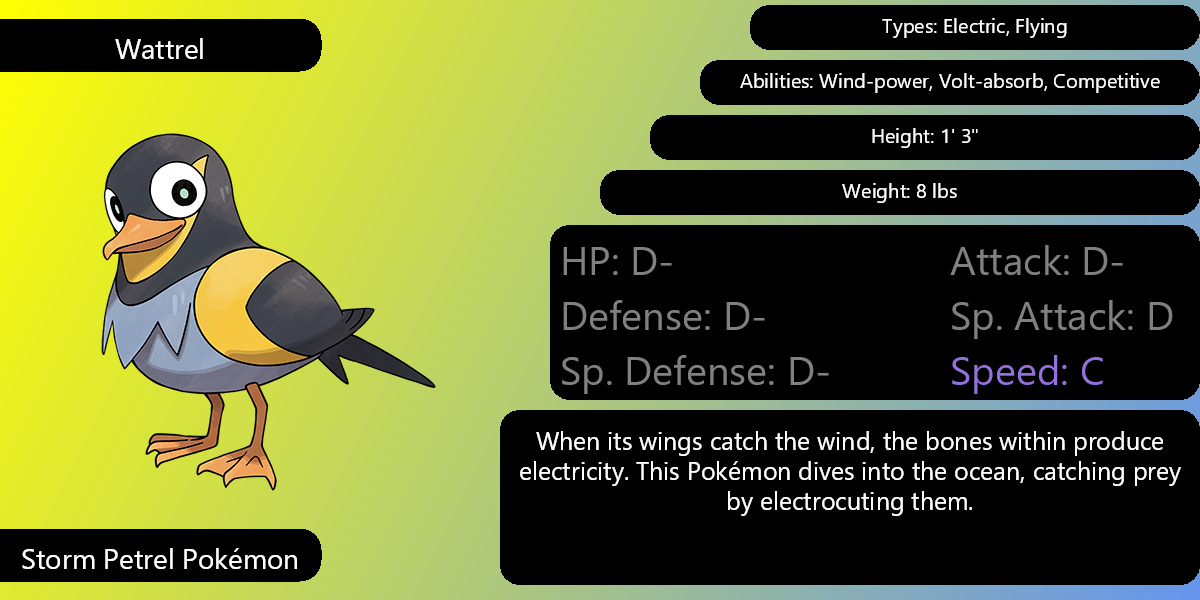 Wattrel
Types: Electric, Flying
Abilities: Wind-power, Volt-absorb, Competitive
Height: 1' 3"
Weight: 8 lbs
HP: D-
Attack: D-
Defense: D-
Sp. Attack: D
Sp. Defense: D-
Speed: C
When its wings catch the wind, the bones within produce
electricity. This Pokémon dives into the ocean, catching prey
by electrocuting them.
Storm Petrel Pokémon